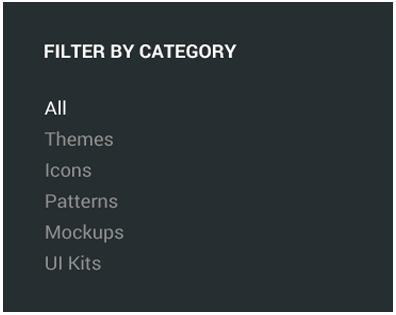 FILTER BY CATEGORY
All
Themes
Icons
Patterns
Mockups
UI Kits